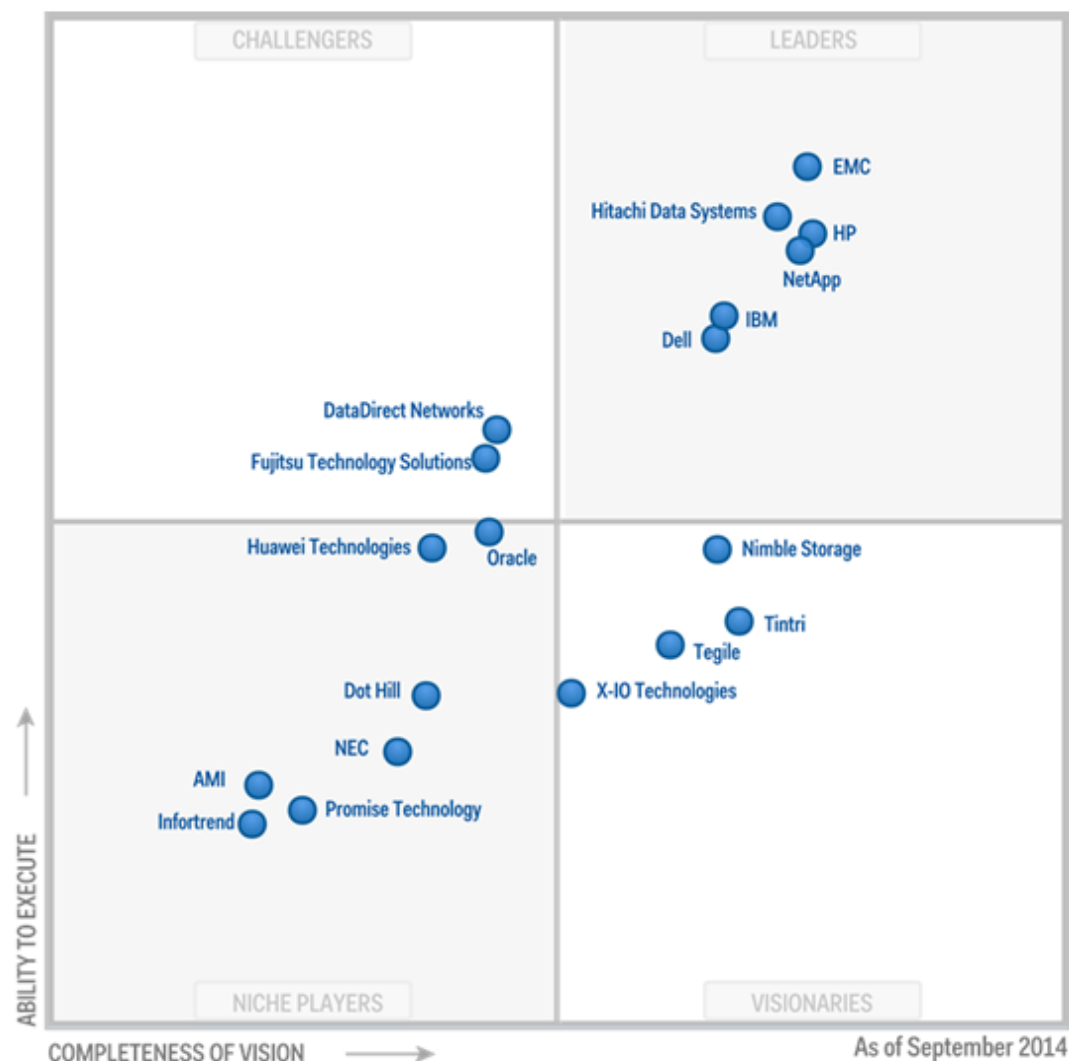 CHALLENGERS
LEADERS
EMC
Hitachi Data Systems
HP
NetApp
IBM
Dell
DataDirect Networks
Fujitsu Technology Solutions
Huawei Technologies
Oracle
Nimble Storage
Tintri
Tegile
Dot Hill
X-IO Technologies
NEC
AMI
Promise Technology
Infortrend
ABILITY TO EXECUTE
NICHE PLAYERS
VISIONARIES
COMPLETENESS OF VISION
As of September 2014